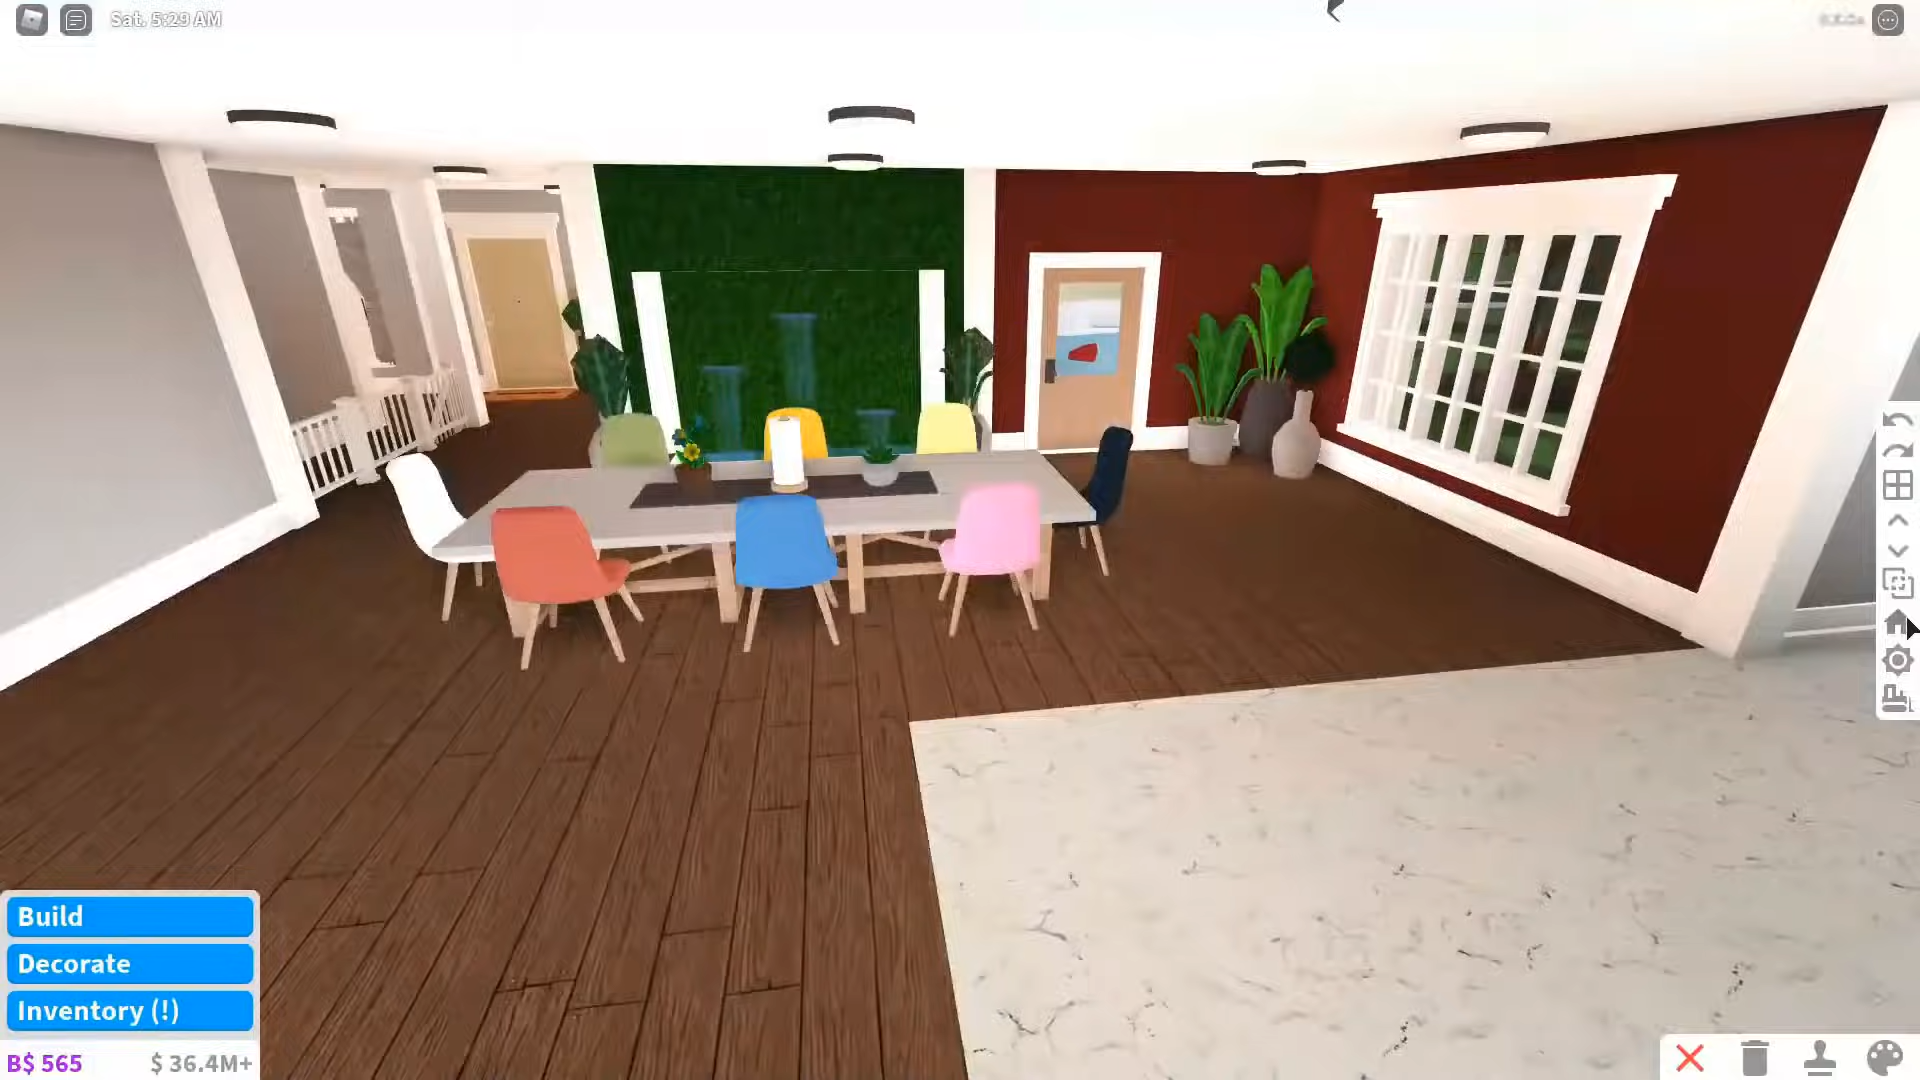 Sat. 5:29 AM
Build
Decorate
Inventory (!)
B$ 565
$ 36.4M+